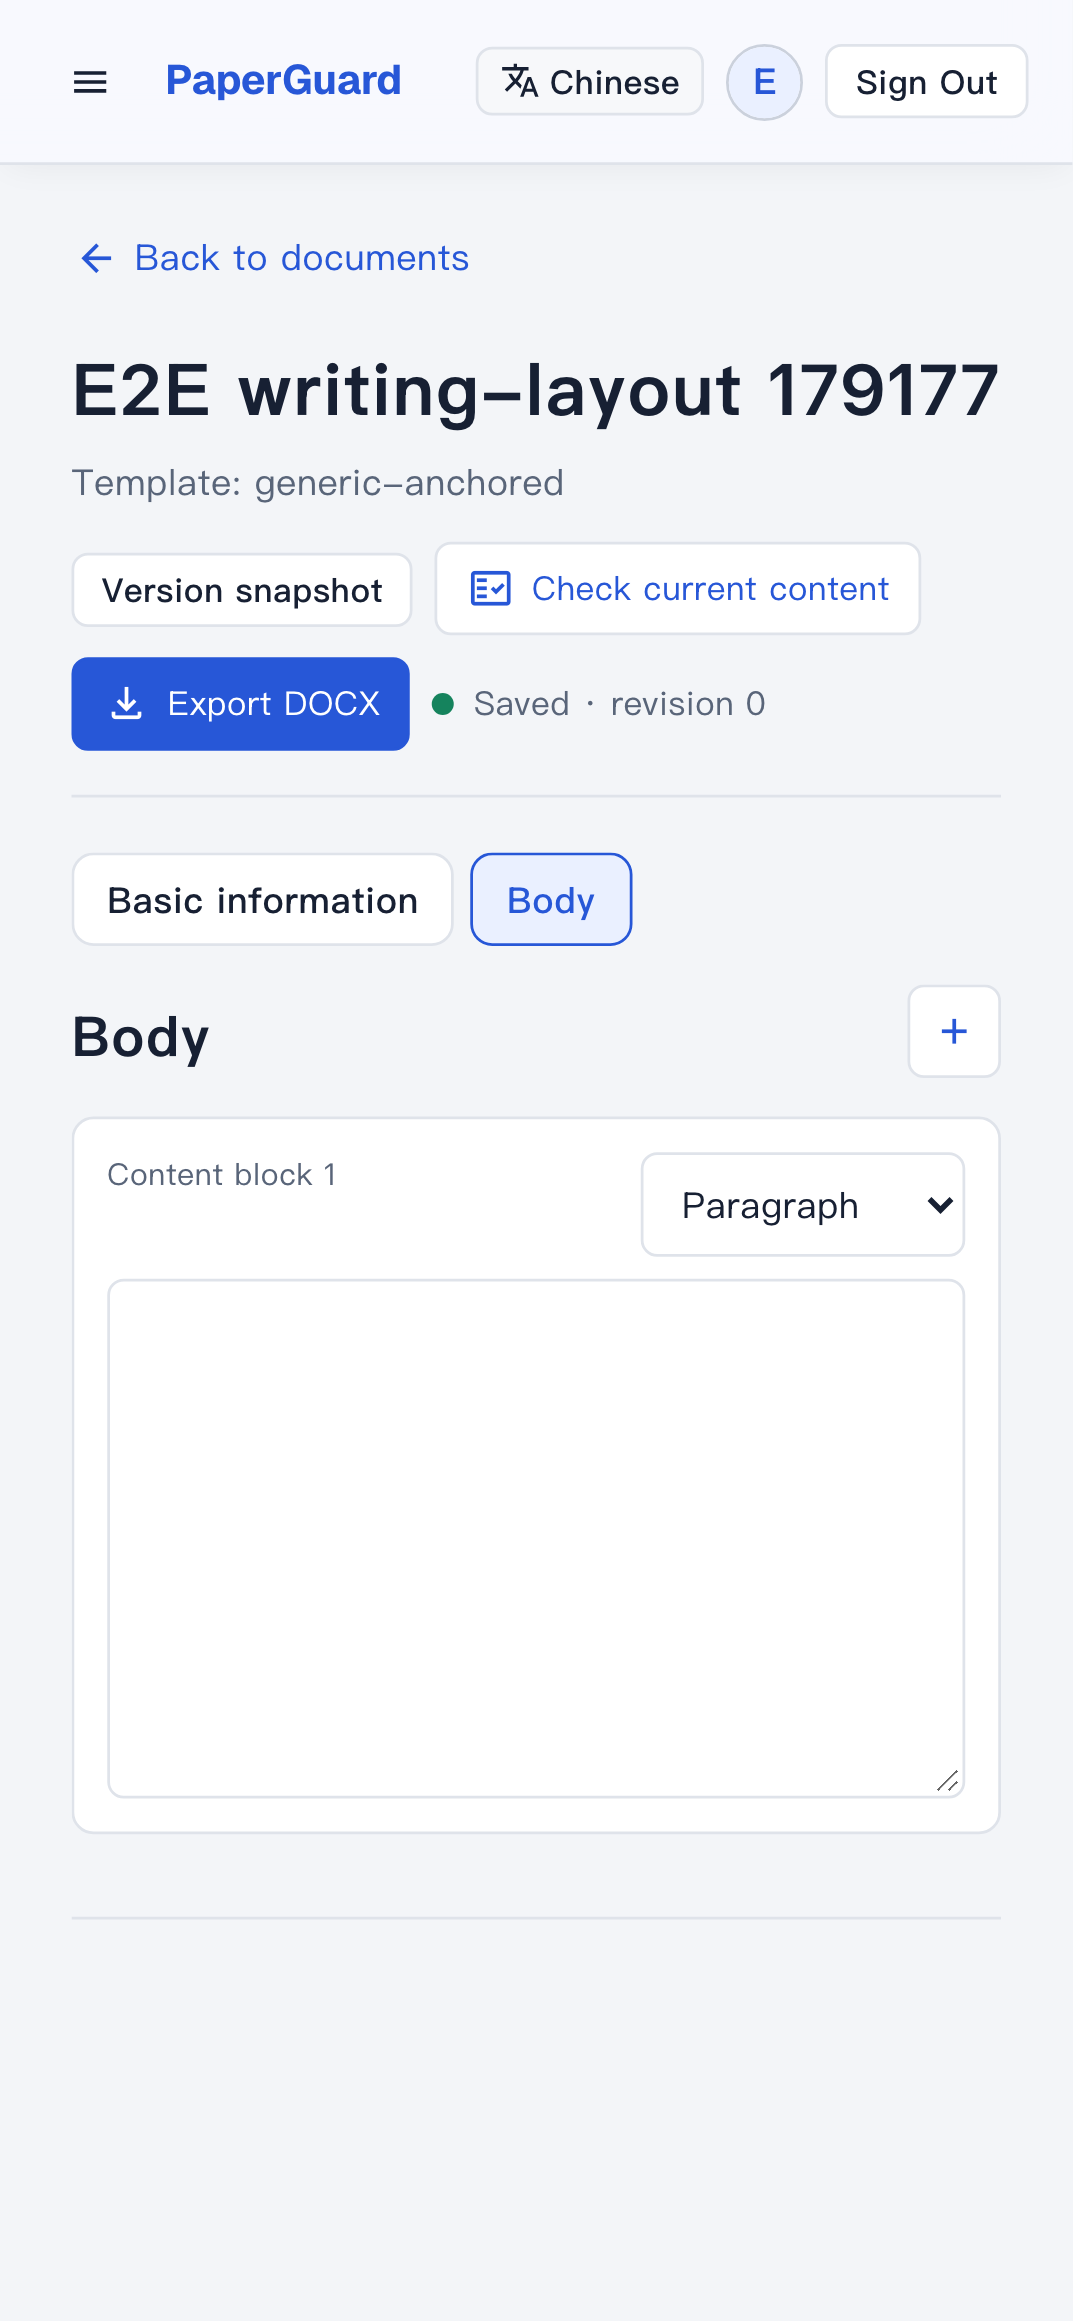 PaperGuard Chinese E Sign Out
Back to documents
E2E writing-layout 179177
Template: generic-anchored
Version snapshot Check current content
Export DOCX Saved · revision 0
Basic information Body
Body +
Content block 1 Paragraph